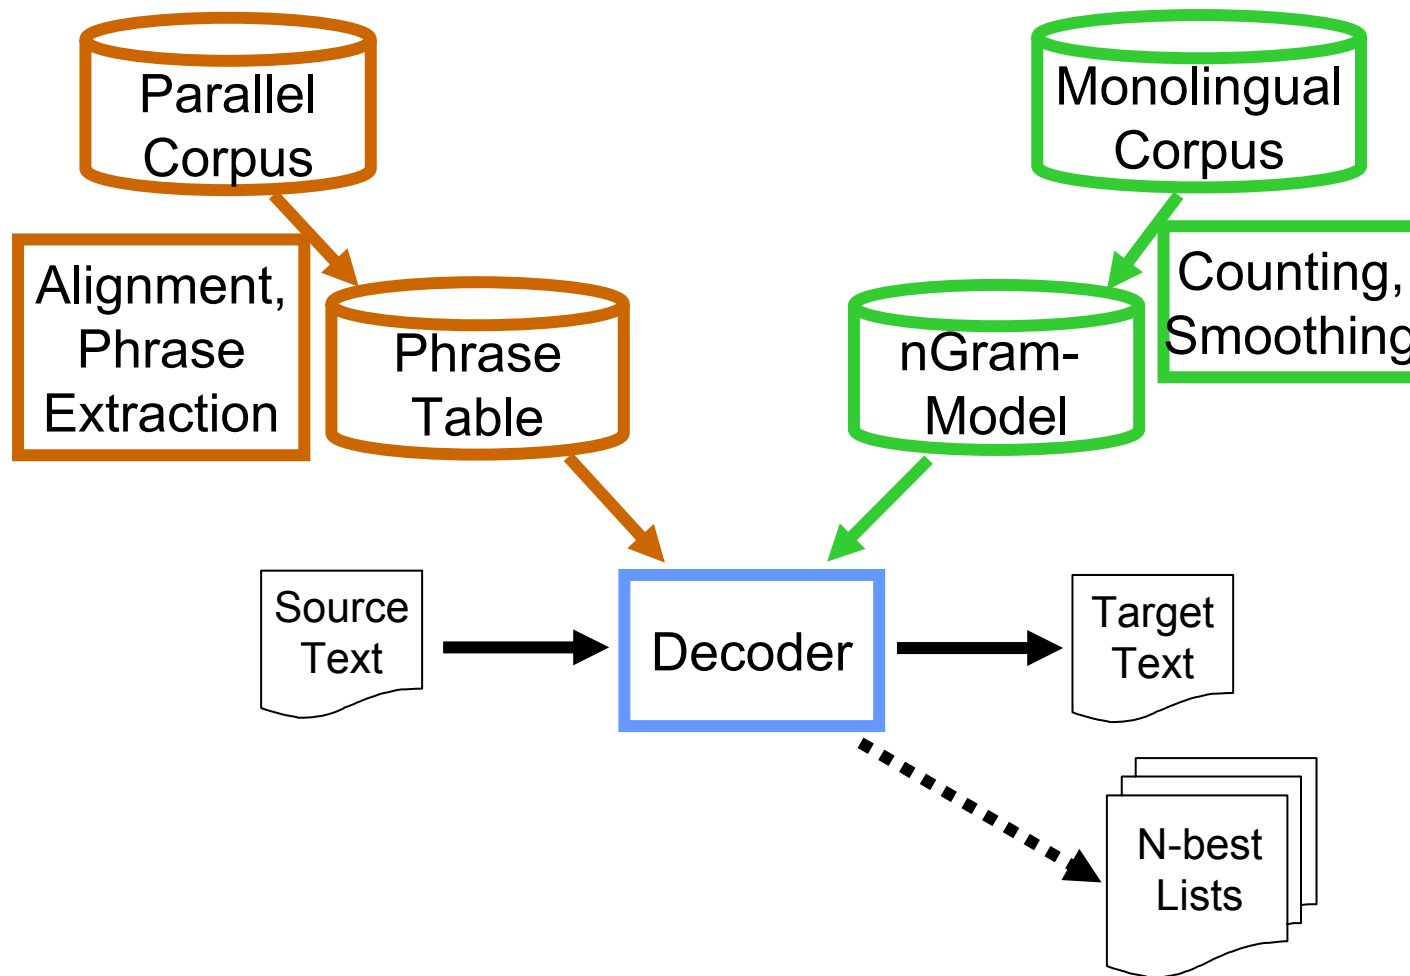 Parallel
Corpus
Monolingual
Corpus
Alignment,
Phrase
Extraction
Phrase
Table
nGram-
Model
Counting,
Smoothing
Source
Text
Decoder
Target
Text
N-best
Lists